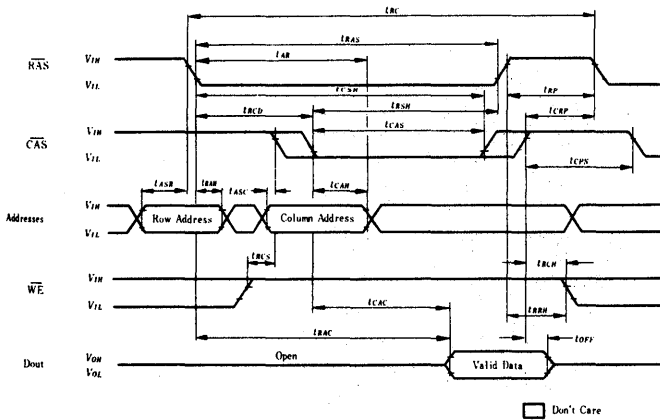 tRC
tRAS
tAR
RAS
VIH
VIL
tCSH
tRSH
tRP
tRCD
tCAS
tCRP
CAS
VIH
VIL
tCPN
tASR
tRAH
tASC
tCAH
Addresses
VIH
VIL
Row Address
Column Address
tRCS
tRCH
WE
VIH
VIL
tCAC
tRRH
tRAC
tOFF
Dout
VOH
VOL
Open
Valid Data
Don't Care